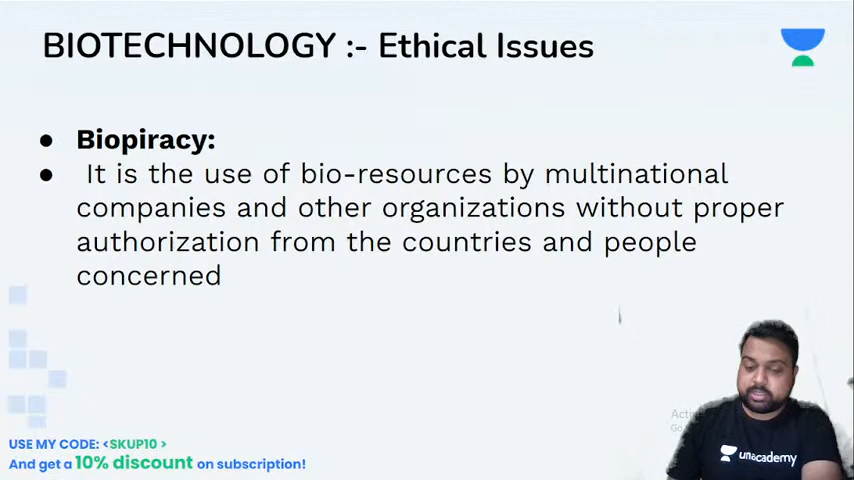 BIOTECHNOLOGY :- Ethical Issues
● Biopiracy:
● It is the use of bio-resources by multinational
companies and other organizations without proper
authorization from the countries and people
concerned
USE MY CODE: <SKUP10 >
And get a 10% discount on subscription!
unacademy